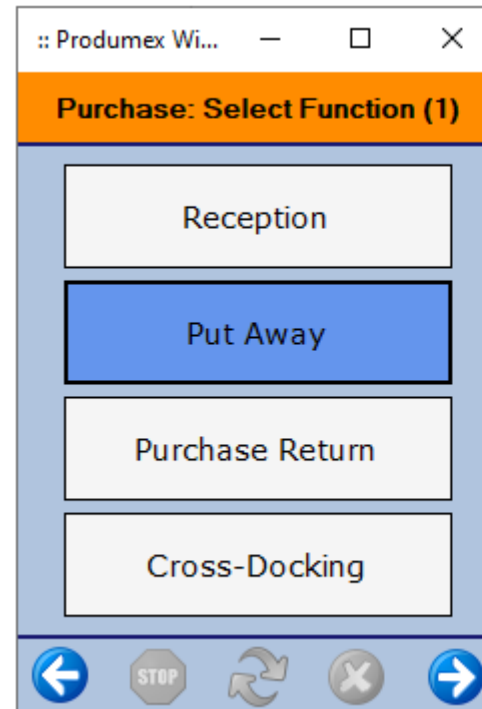 :: Produmex Wi...
Purchase: Select Function (1)
Reception
Put Away
Purchase Return
Cross-Docking
STOP